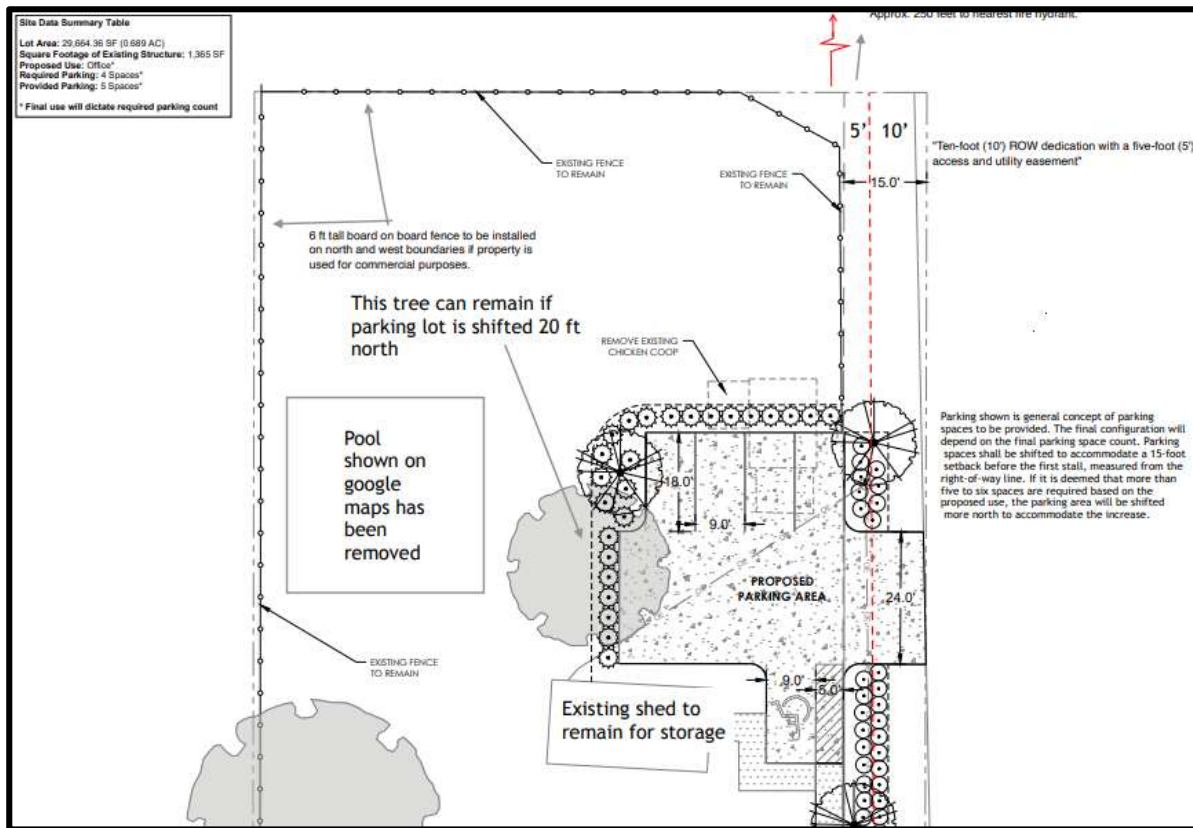 Site Data Summary Table
Lot Area: 29,664.36 SF (0.689 AC)
Square Footage of Existing Structure: 1,365 SF
Proposed Use: Office*
Required Parking: 4 Spaces*
Provided Parking: 5 Spaces*
* Final use will dictate required parking count
Approx. 250 feet to nearest fire hydrant."
5' 10'
"Ten-foot (10') ROW dedication with a five-foot (5')
access and utility easement"
15.0'
EXISTING FENCE
TO REMAIN
EXISTING FENCE
TO REMAIN
6 ft tall board on board fence to be installed
on north and west boundaries if property is
used for commercial purposes.
This tree can remain if
parking lot is shifted 20 ft
north
REMOVE EXISTING
CHICKEN COOP
Pool
shown on
google
maps has
been
removed
18.0'
9.0'
Parking shown is general concept of parking
spaces to be provided. The final configuration will
depend on the final parking space count. Parking
spaces shall be shifted to accommodate a 15-foot
setback before the first stall, measured from the
right-of-way line. If it is deemed that more than
five to six spaces are required based on the
proposed use, the parking area will be shifted
more north to accommodate the increase.
PROPOSED
PARKING AREA
24.0'
EXISTING FENCE
TO REMAIN
9.0'
5.0'
Existing shed to
remain for storage